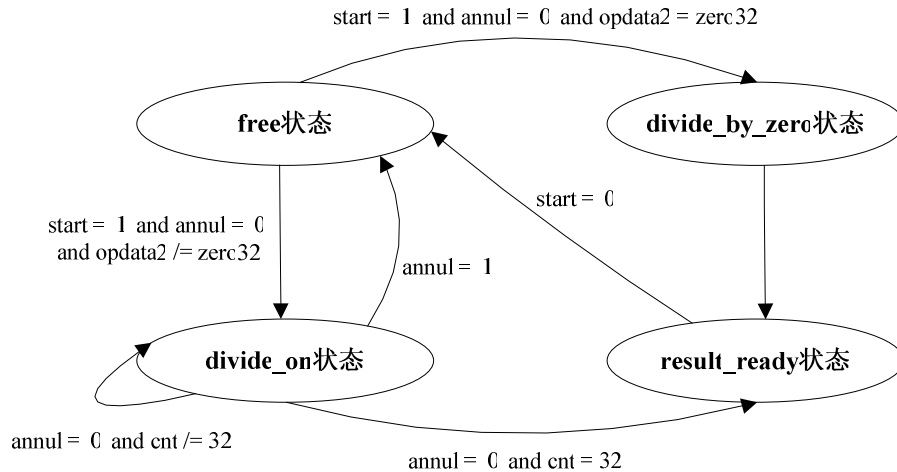 start = 1 and annul = 0 and opdata2 = zero32
free状态
divide_by_zero状态
start = 0
start = 1 and annul = 0
and opdata2 /= zero32
annul = 1
divide_on状态
result_ready状态
annul = 0 and cnt /= 32
annul = 0 and cnt = 32